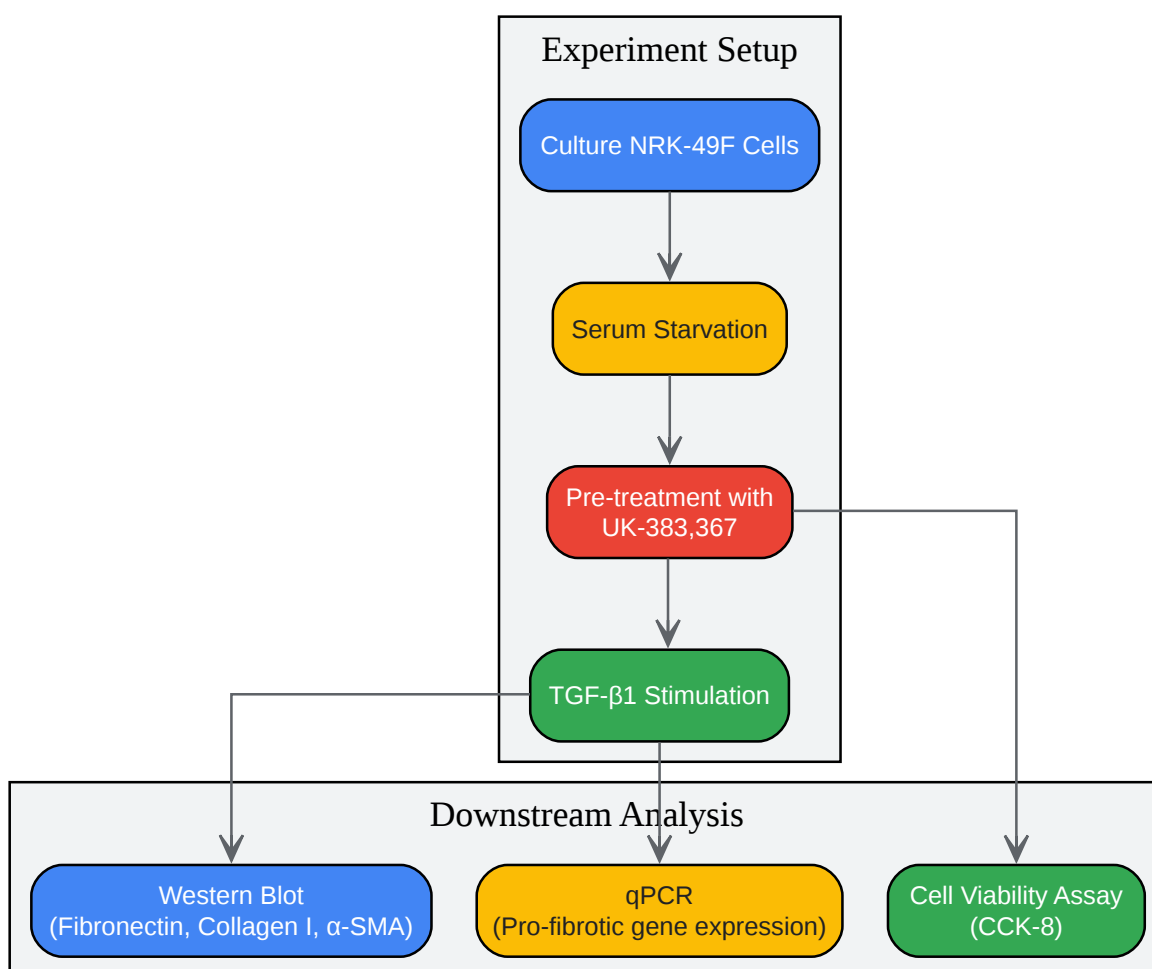 Experiment Setup
Culture NRK-49F Cells
Serum Starvation
Pre-treatment with
UK-383,367
TGF-β1 Stimulation
Downstream Analysis
Western Blot
(Fibronectin, Collagen I, α-SMA)
qPCR
(Pro-fibrotic gene expression)
Cell Viability Assay
(CCK-8)